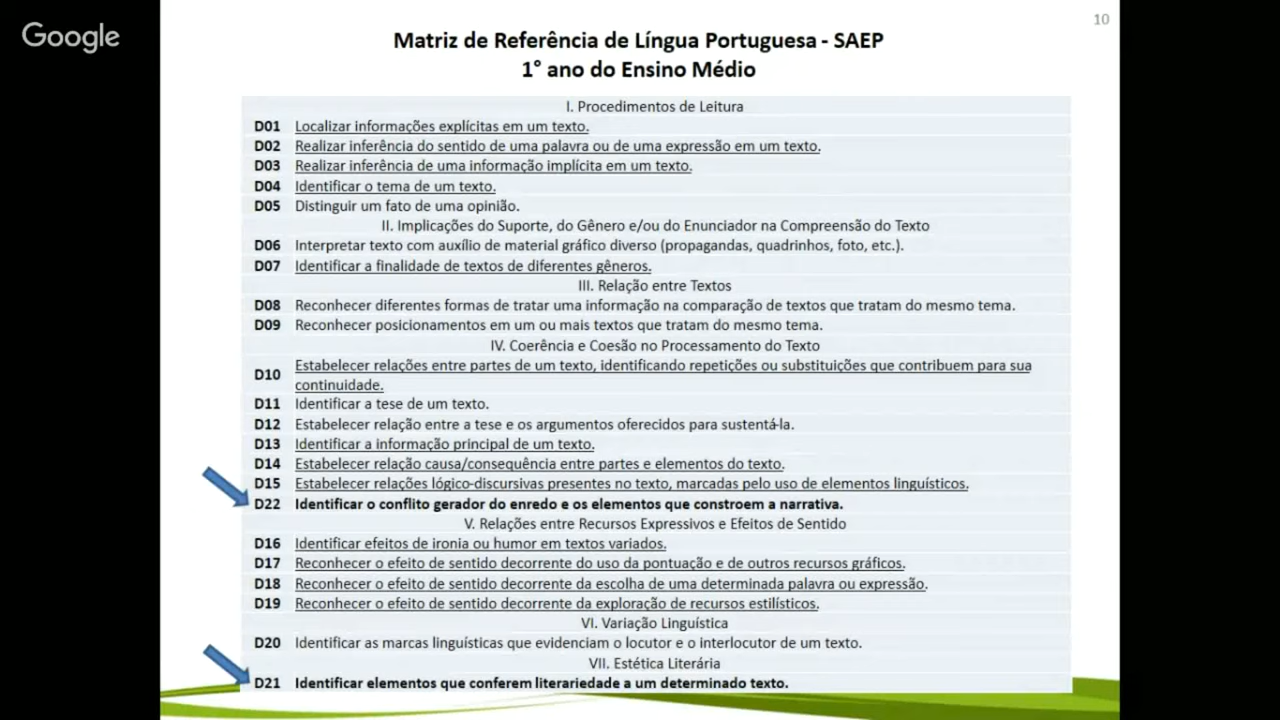 Google
10
Matriz de Referência de Língua Portuguesa - SAEP
1° ano do Ensino Médio
I. Procedimentos de Leitura
D01 Localizar informações explícitas em um texto.
D02 Realizar inferência do sentido de uma palavra ou de uma expressão em um texto.
D03 Realizar inferência de uma informação implícita em um texto.
D04 Identificar o tema de um texto.
D05 Distinguir um fato de uma opinião.
II. Implicações do Suporte, do Gênero e/ou do Enunciador na Compreensão do Texto
D06 Interpretar texto com auxílio de material gráfico diverso (propagandas, quadrinhos, foto, etc.).
D07 Identificar a finalidade de textos de diferentes gêneros.
III. Relação entre Textos
D08 Reconhecer diferentes formas de tratar uma informação na comparação de textos que tratam do mesmo tema.
D09 Reconhecer posicionamentos em um ou mais textos que tratam do mesmo tema.
IV. Coerência e Coesão no Processamento do Texto
D10 Estabelecer relações entre partes de um texto, identificando repetições ou substituições que contribuem para sua
continuidade.
D11 Identificar a tese de um texto.
D12 Estabelecer relação entre a tese e os argumentos oferecidos para sustentá-la.
D13 Identificar a informação principal de um texto.
D14 Estabelecer relação causa/consequência entre partes e elementos do texto.
D15 Estabelecer relações lógico-discursivas presentes no texto, marcadas pelo uso de elementos linguísticos.
D22 Identificar o conflito gerador do enredo e os elementos que constroem a narrativa.
V. Relações entre Recursos Expressivos e Efeitos de Sentido
D16 Identificar efeitos de ironia ou humor em textos variados.
D17 Reconhecer o efeito de sentido decorrente do uso da pontuação e de outros recursos gráficos.
D18 Reconhecer o efeito de sentido decorrente da escolha de uma determinada palavra ou expressão.
D19 Reconhecer o efeito de sentido decorrente da exploração de recursos estilísticos.
VI. Variação Linguística
D20 Identificar as marcas linguísticas que evidenciam o locutor e o interlocutor de um texto.
VII. Estética Literária
D21 Identificar elementos que conferem literariedade a um determinado texto.